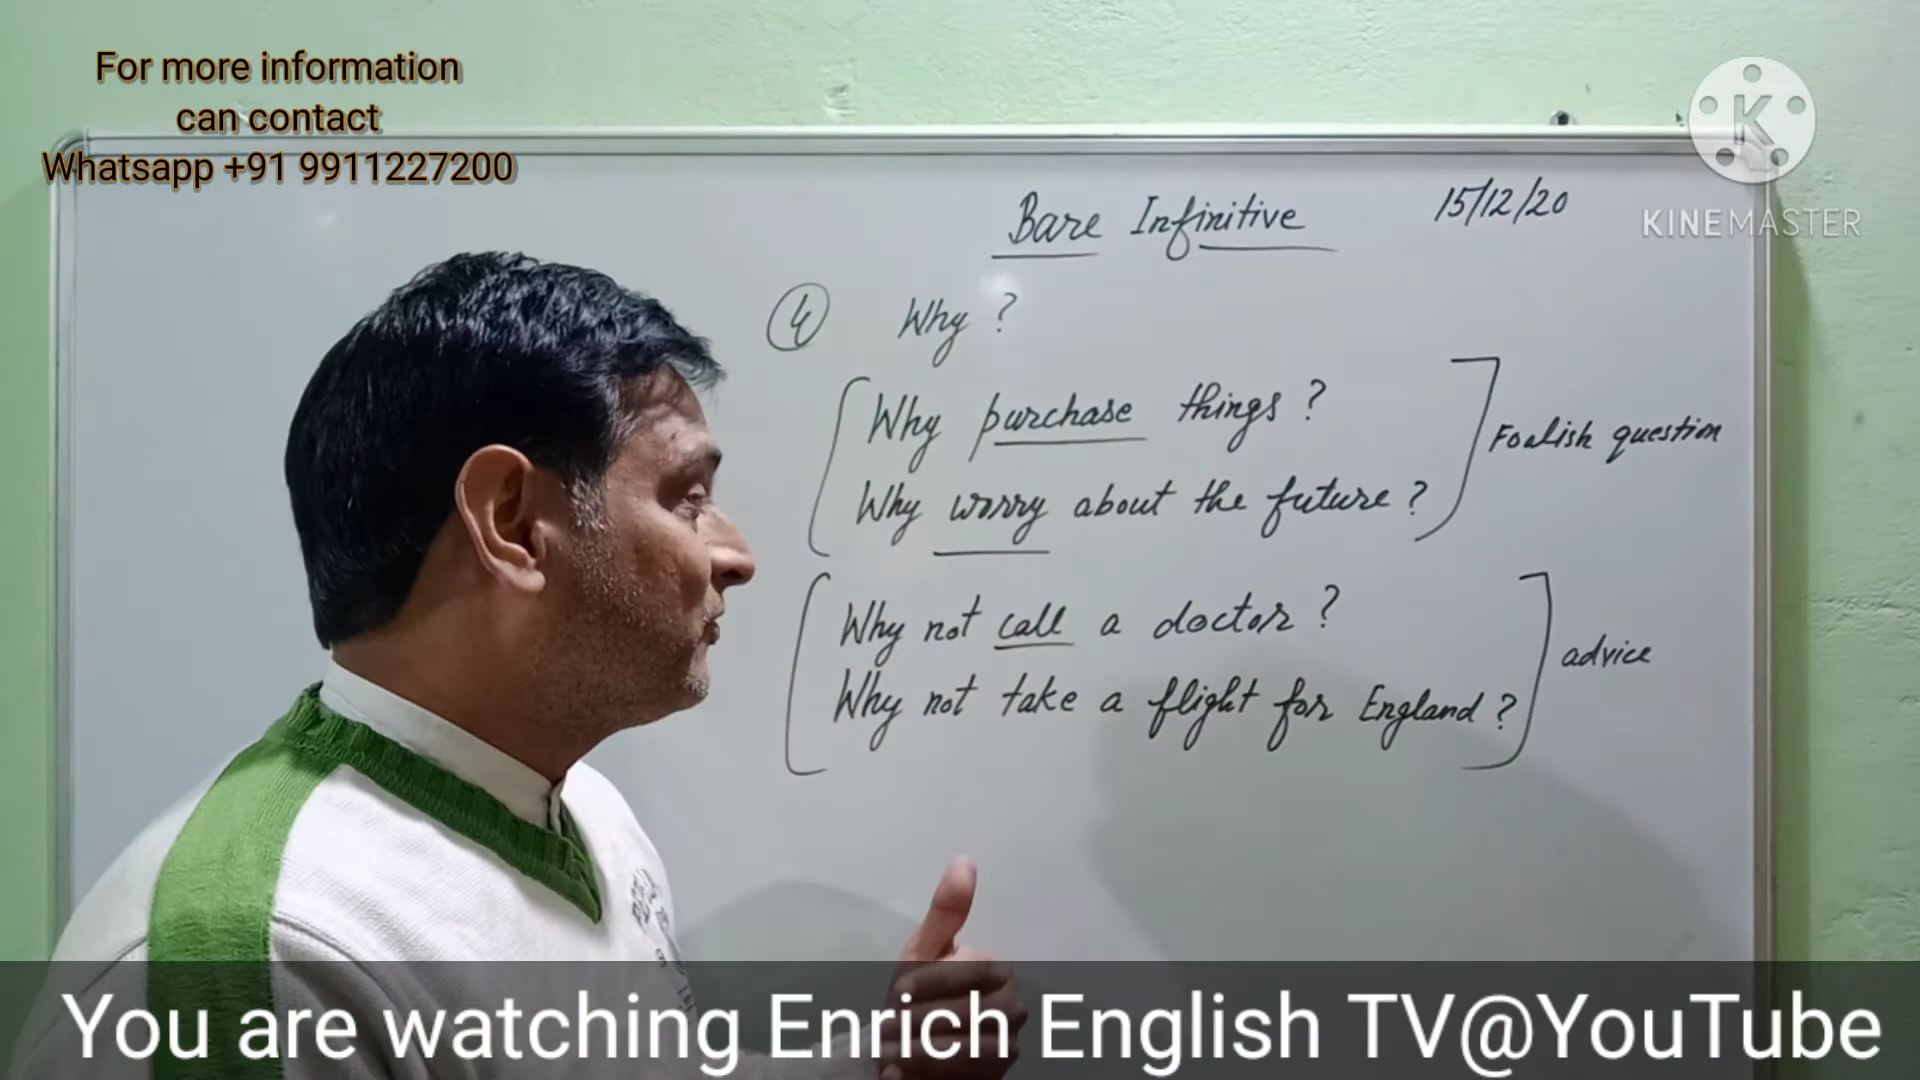 For more information
can contact
Whatsapp +91 9911227200
K
KINEMASTER
Bare Infinitive 15/12/20
4 Why ?
Why purchase things ?
Why worry about the future ?
Foolish question
Why not call a doctor ?
Why not take a flight for England ?
advice
You are watching Enrich English TV@YouTube